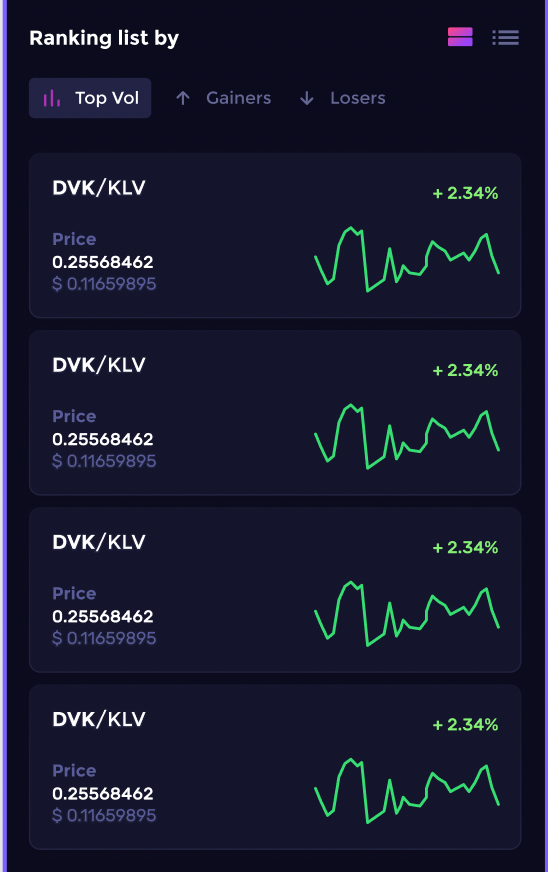 Ranking list by
Top Vol
Gainers
Losers
DVK/KLV
+ 2.34%
Price
0.25568462
$ 0.11659895
DVK/KLV
+ 2.34%
Price
0.25568462
$ 0.11659895
DVK/KLV
+ 2.34%
Price
0.25568462
$ 0.11659895
DVK/KLV
+ 2.34%
Price
0.25568462
$ 0.11659895